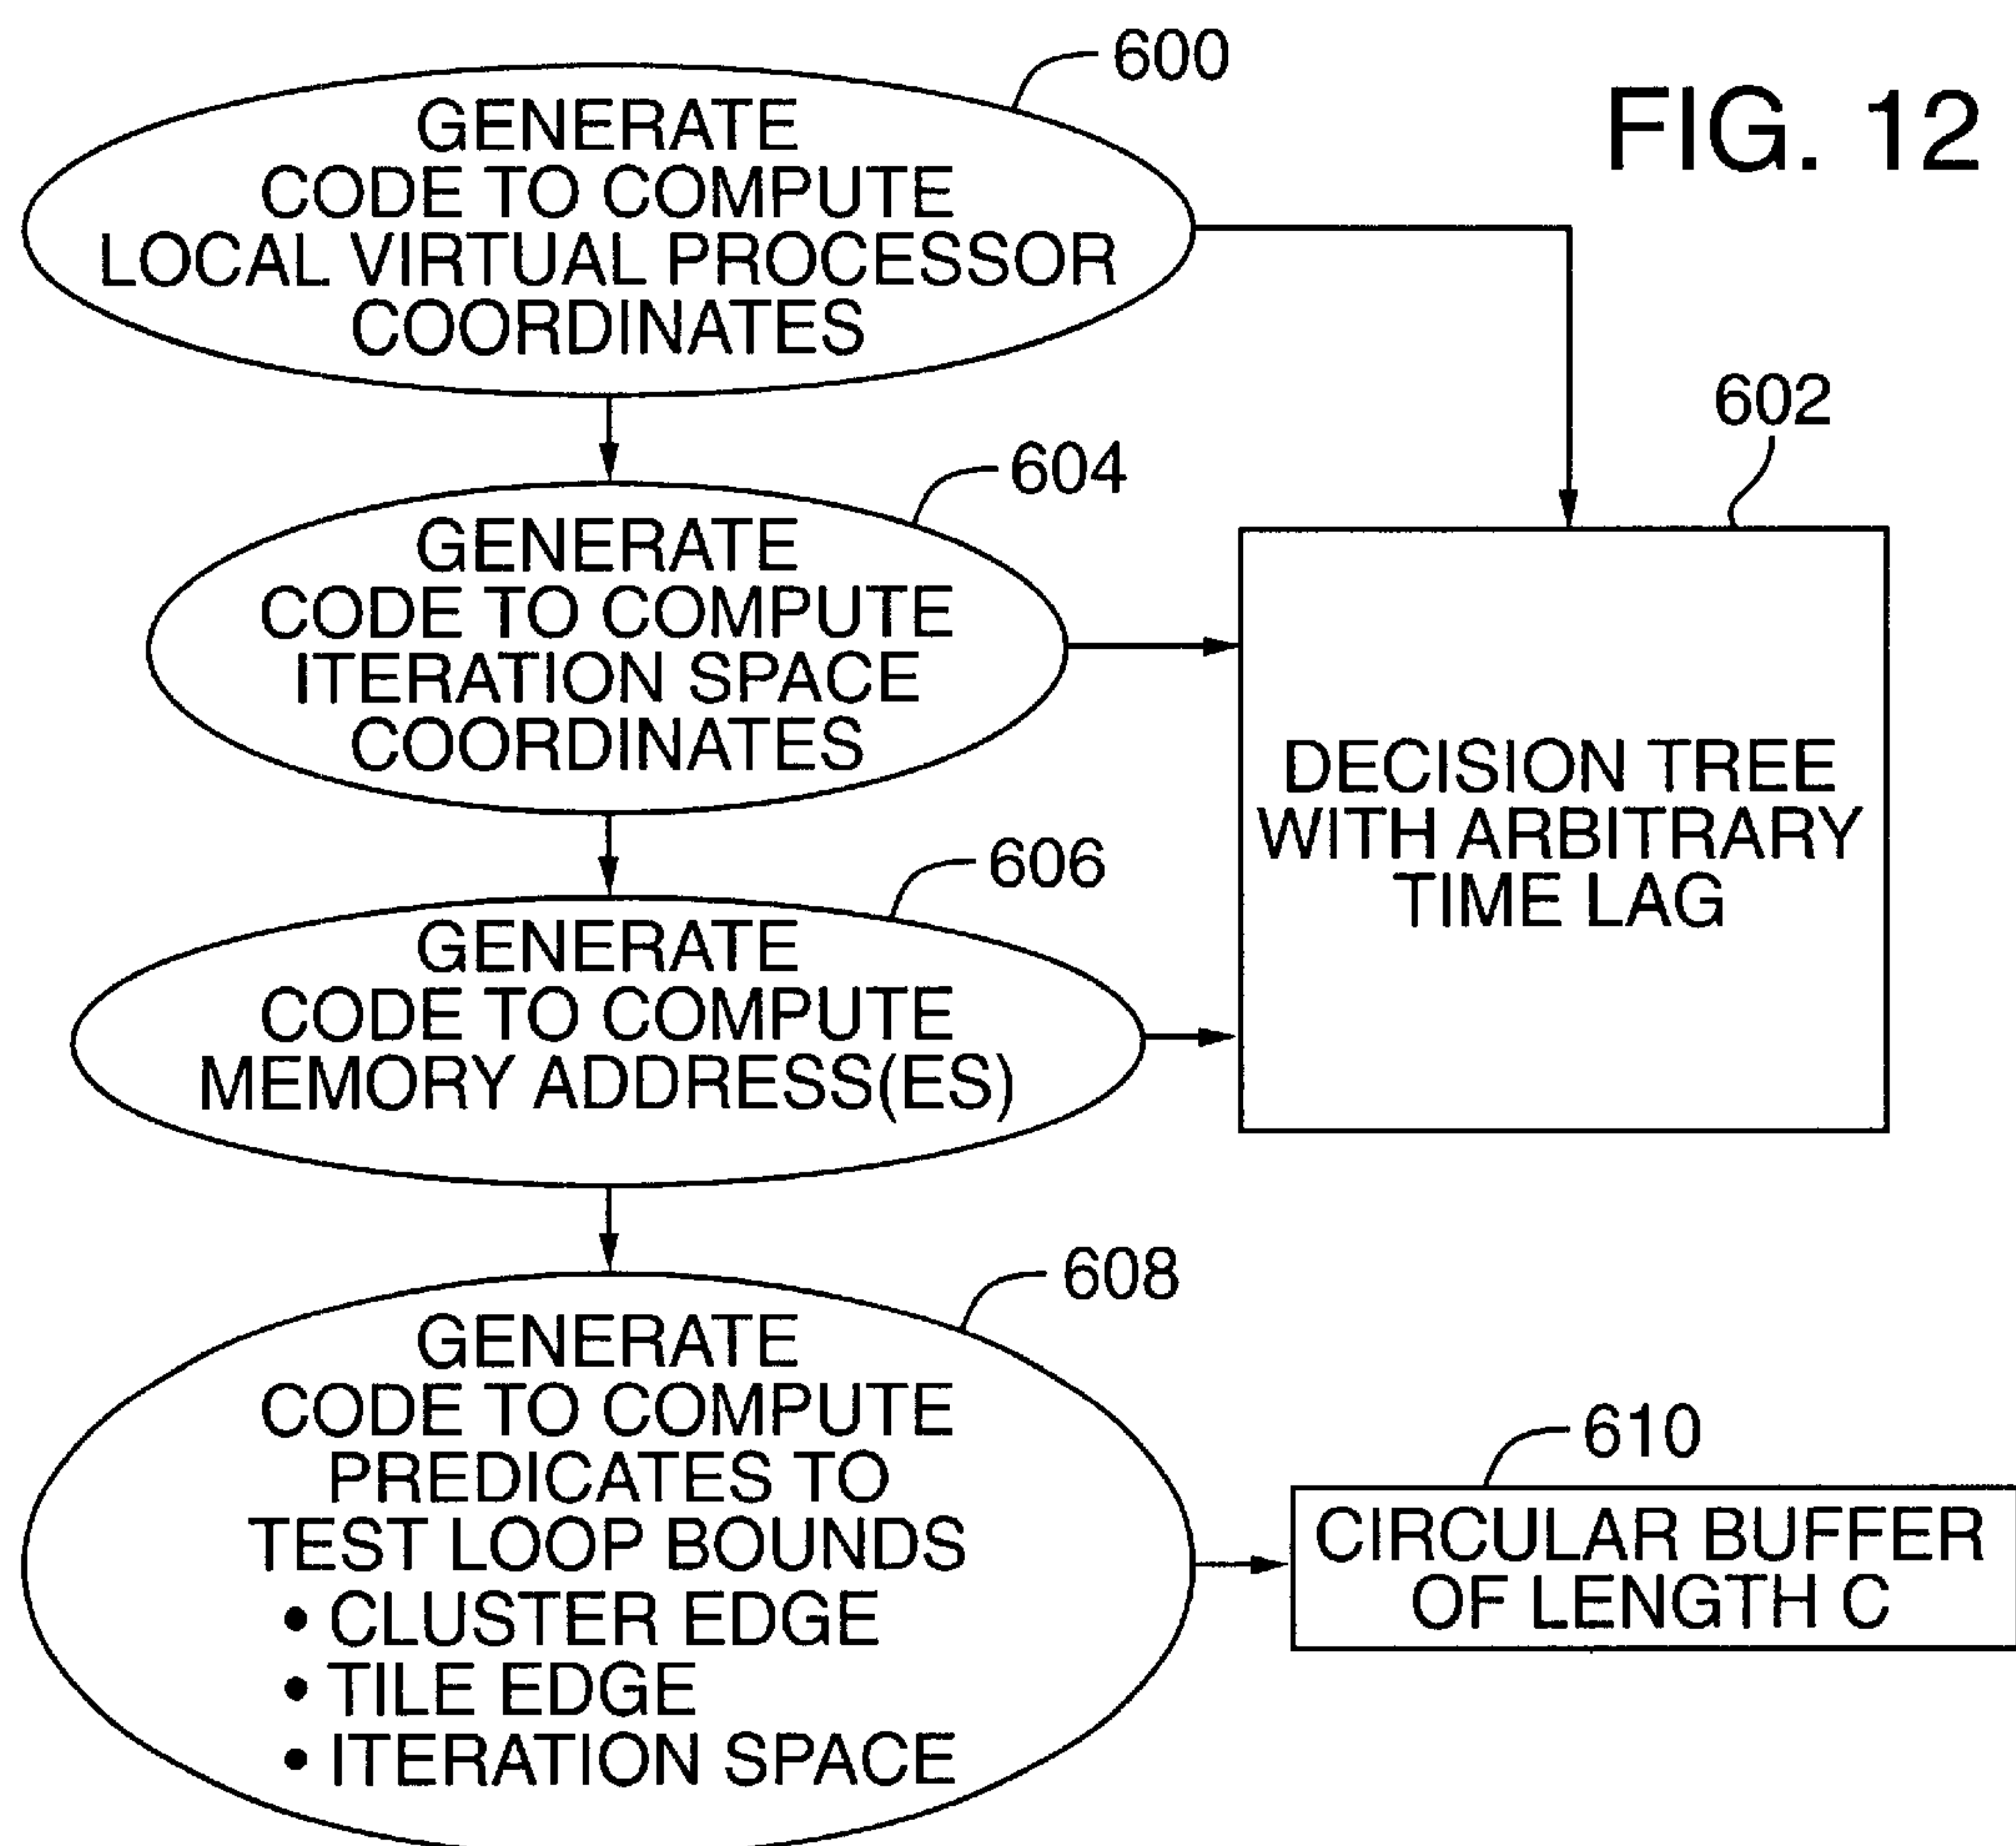 600
FIG. 12
GENERATE
CODE TO COMPUTE
LOCAL VIRTUAL PROCESSOR
COORDINATES
602
604
GENERATE
CODE TO COMPUTE
ITERATION SPACE
COORDINATES
DECISION TREE
WITH ARBITRARY
TIME LAG
606
GENERATE
CODE TO COMPUTE
MEMORY ADDRESS(ES)
608
GENERATE
CODE TO COMPUTE
PREDICATES TO
TEST LOOP BOUNDS
• CLUSTER EDGE
• TILE EDGE
• ITERATION SPACE
610
CIRCULAR BUFFER
OF LENGTH C